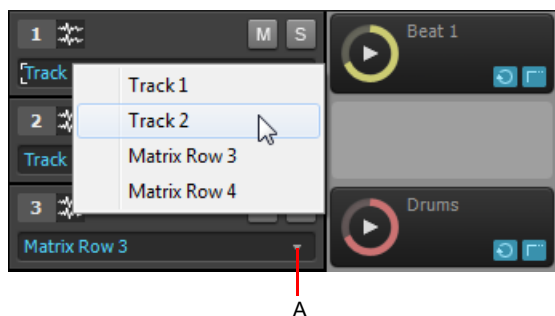 1
M S
Beat 1
Track
Track 1
Track 2
Matrix Row 3
Matrix Row 4
2
Track
3
Drums
Matrix Row 3
A